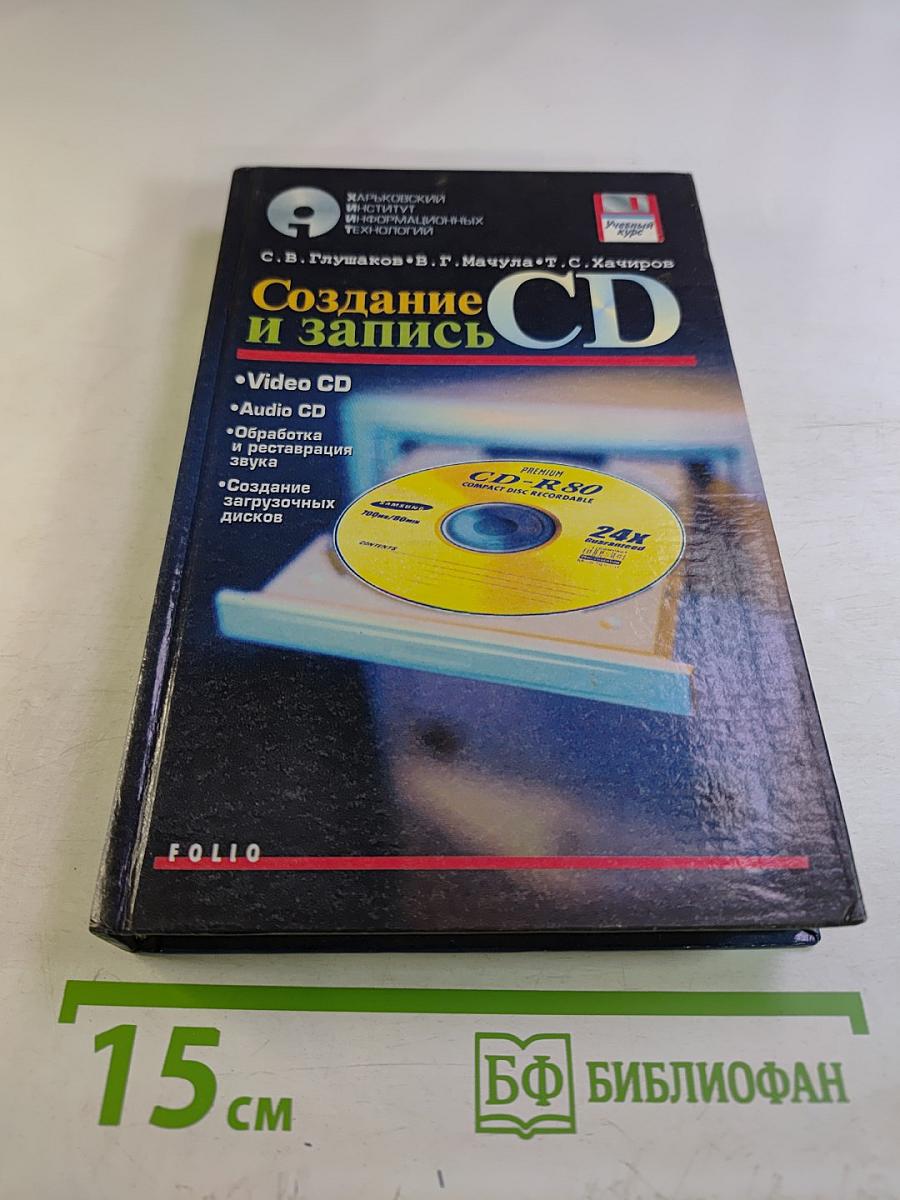 ХАРЬКОВСКИЙ
ИНСТИТУТ
ИНФОРМАЦИОННЫХ
ТЕХНОЛОГИЙ
Учебный
курс
С.В.Глушаков•В.Г.Мачула•Т.С.Хачиров
Создание
и запись
CD
•Video CD
•Audio CD
•Обработка
и реставрация
звука
•Создание
загрузочных
дисков
PREMIUM
CD-R80
COMPACT DISC RECORDABLE
SAMSUNG
700MB/80min
24x
Guaranteed
CONTENTS
FOLIO
15 см
БФ БИБЛИОФАН